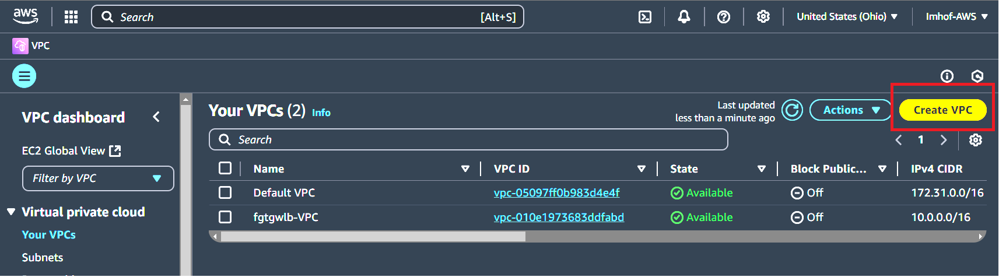 aws Search [Alt+S] United States (Ohio) Imhof-AWS
VPC
VPC dashboard
EC2 Global View
Filter by VPC
Virtual private cloud
Your VPCs
Subnets
Your VPCs (2) Info
Last updated
less than a minute ago
Actions
Create VPC
Search
1
Name VPC ID State Block Public... IPv4 CIDR
Default VPC vpc-05097ff0b983d4e4f Available Off 172.31.0.0/16
fgtgwlb-VPC vpc-010e1973683ddfabd Available Off 10.0.0.0/16